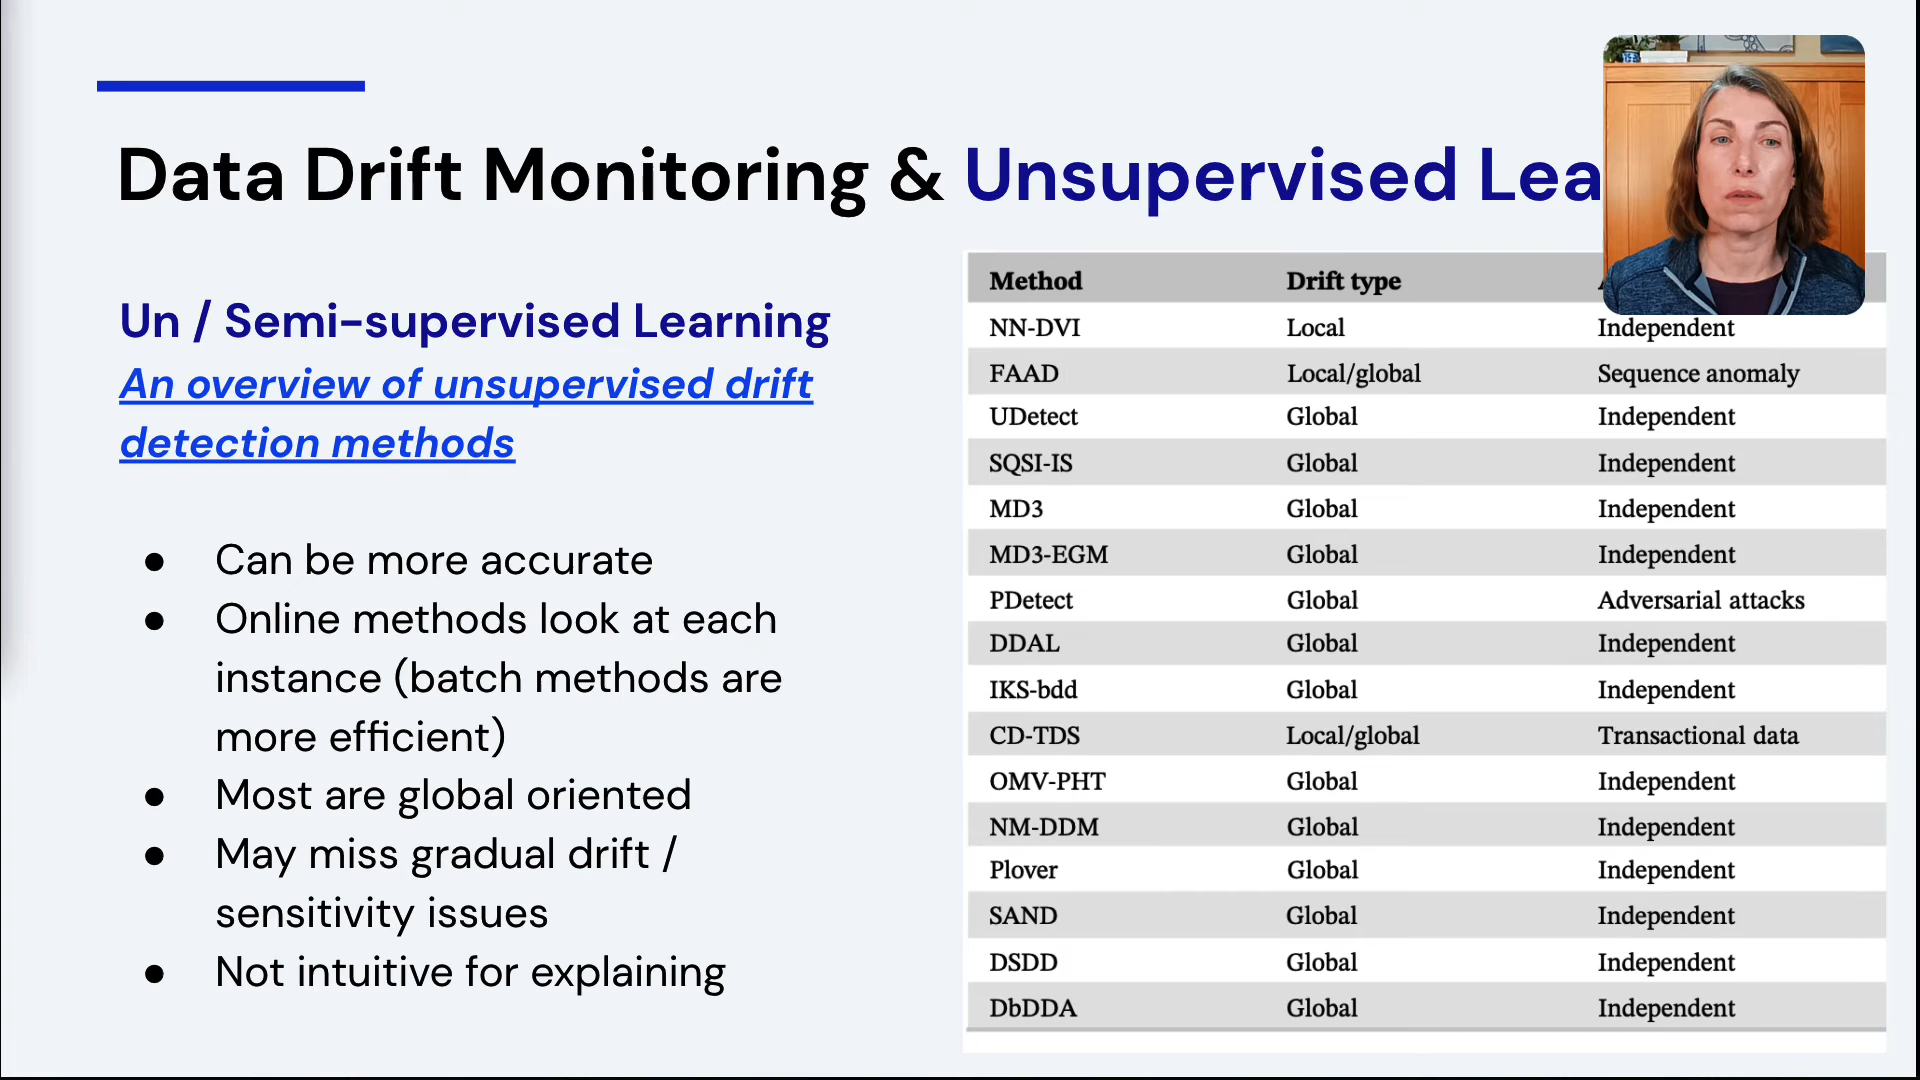 Data Drift Monitoring & Unsupervised Lea
Un / Semi-supervised Learning
An overview of unsupervised drift
detection methods
● Can be more accurate
● Online methods look at each
instance (batch methods are
more efficient)
● Most are global oriented
● May miss gradual drift /
sensitivity issues
● Not intuitive for explaining
Method Drift type
NN-DVI Local Independent
FAAD Local/global Sequence anomaly
UDetect Global Independent
SQSI-IS Global Independent
MD3 Global Independent
MD3-EGM Global Independent
PDetect Global Adversarial attacks
DDAL Global Independent
IKS-bdd Global Independent
CD-TDS Local/global Transactional data
OMV-PHT Global Independent
NM-DDM Global Independent
Plover Global Independent
SAND Global Independent
DSDD Global Independent
DbDDA Global Independent